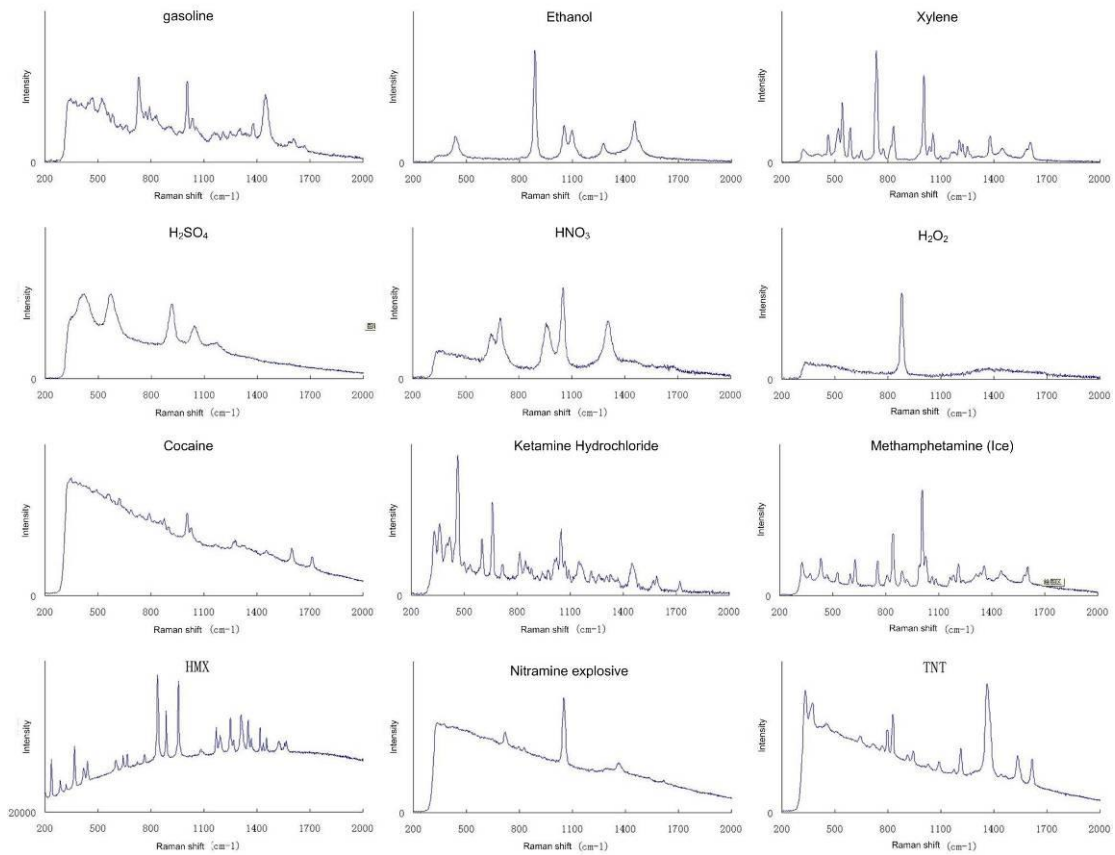 gasoline
Intensity
0
200 500 800 1100 1400 1700 2000
Raman shift (cm-1)
Ethanol
Intensity
0
200 500 800 1100 1400 1700 2000
Raman shift (cm-1)
Xylene
Intensity
0
200 500 800 1100 1400 1700 2000
Raman shift (cm-1)
H₂SO₄
0
200 500 800 1100 1400 1700 2000
Raman shift (cm-1)
HNO₃
Intensity
0
200 500 800 1100 1400 1700 2000
Raman shift (cm-1)
H₂O₂
Intensity
0
200 500 800 1100 1400 1700 2000
Raman shift (cm-1)
Cocaine
Intensity
0
200 500 800 1100 1400 1700 2000
Raman shift (cm-1)
Ketamine Hydrochloride
Intensity
0
200 500 800 1100 1400 1700 2000
Raman shift (cm-1)
Methamphetamine (Ice)
Intensity
0
200 500 800 1100 1400 1700 2000
Raman shift (cm-1)
HMX
Intensity
20000
200 500 800 1100 1400 1700 2000
Raman shift (cm-1)
Nitramine explosive
Intensity
0
200 500 800 1100 1400 1700 2000
Raman shift (cm-1)
TNT
Intensity
0
200 500 800 1100 1400 1700 2000
Raman shift (cm-1)